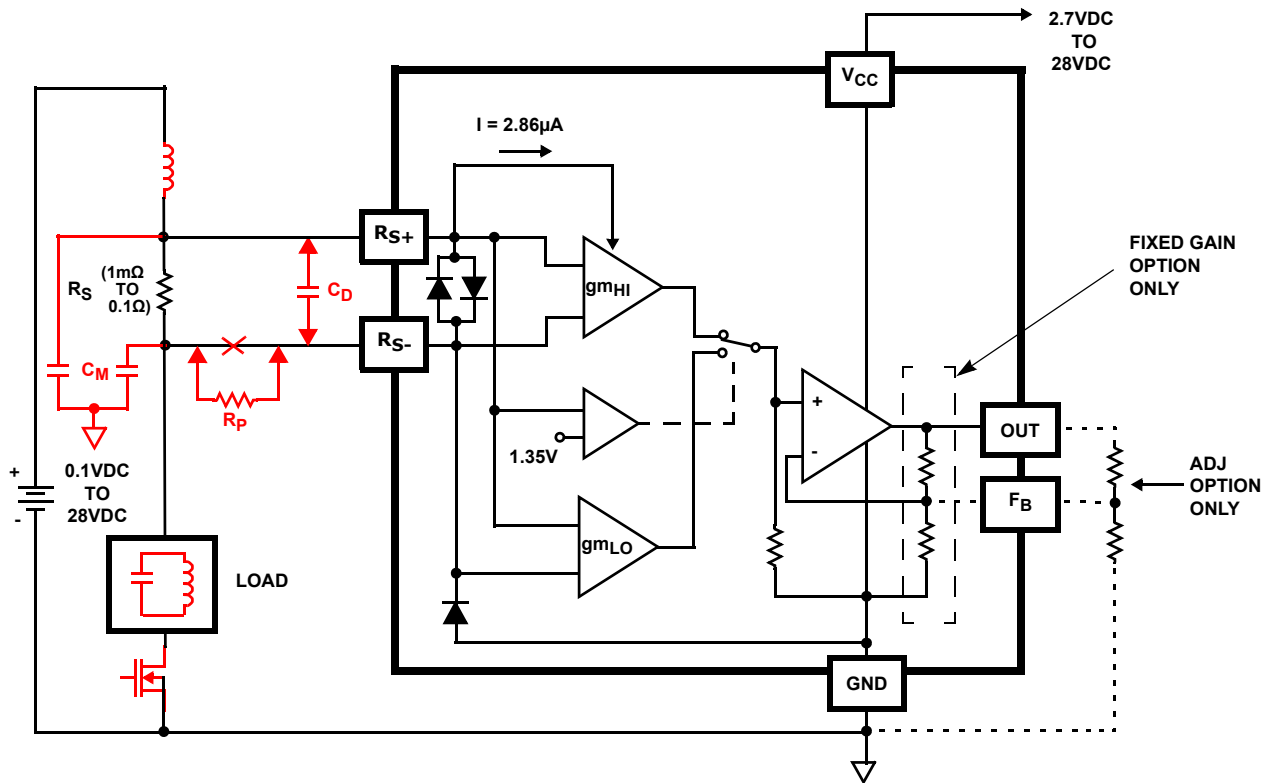 2.7VDC
TO
28VDC
VCC
I = 2.86µA
RS+
gmHI
FIXED GAIN
OPTION
ONLY
RS
(1mΩ
TO
0.1Ω)
CD
RS-
CM
RP
+
-
OUT
1.35V
0.1VDC
TO
28VDC
+
-
FB
ADJ
OPTION
ONLY
gmLO
LOAD
GND